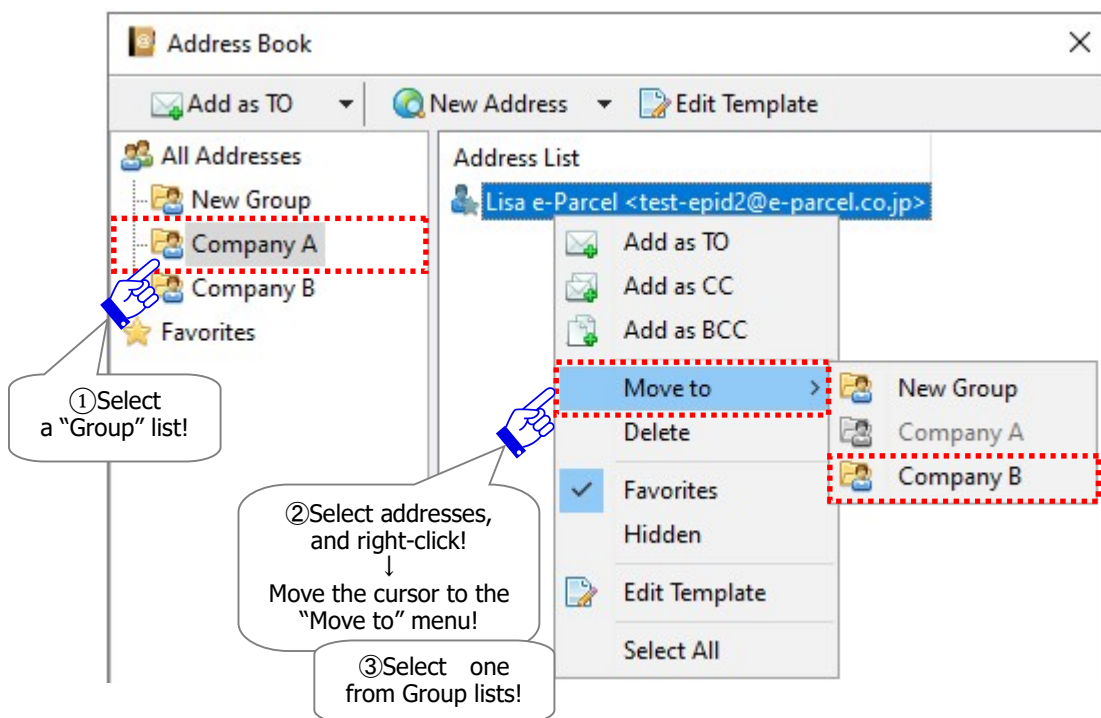 Address Book
Add as TO
New Address
Edit Template
All Addresses
New Group
Company A
Company B
Favorites
Address List
Lisa e-Parcel <test-epid2@e-parcel.co.jp>
Add as TO
Add as CC
Add as BCC
Move to
Delete
Favorites
Hidden
Edit Template
Select All
New Group
Company A
Company B
①Select
a “Group” list!
②Select addresses,
and right-click!
↓
Move the cursor to the
“Move to” menu!
③Select one
from Group lists!